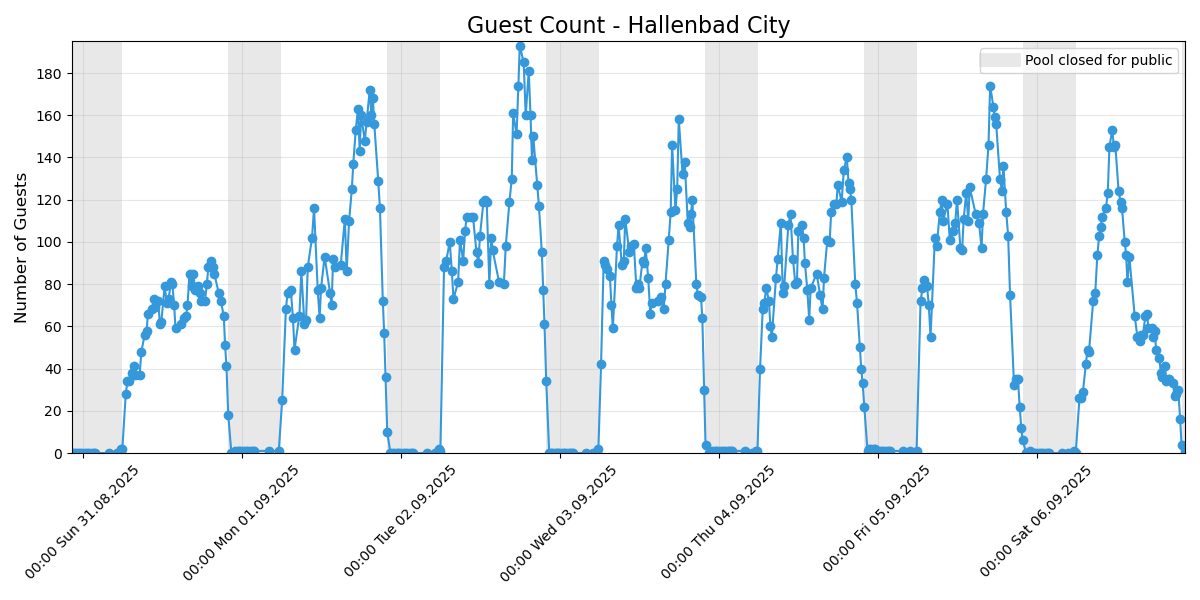 Guest Count - Hallenbad City
Pool closed for public
Number of Guests
180
160
140
120
100
80
60
40
20
0
00:00 Sun 31.08.2025
00:00 Mon 01.09.2025
00:00 Tue 02.09.2025
00:00 Wed 03.09.2025
00:00 Thu 04.09.2025
00:00 Fri 05.09.2025
00:00 Sat 06.09.2025